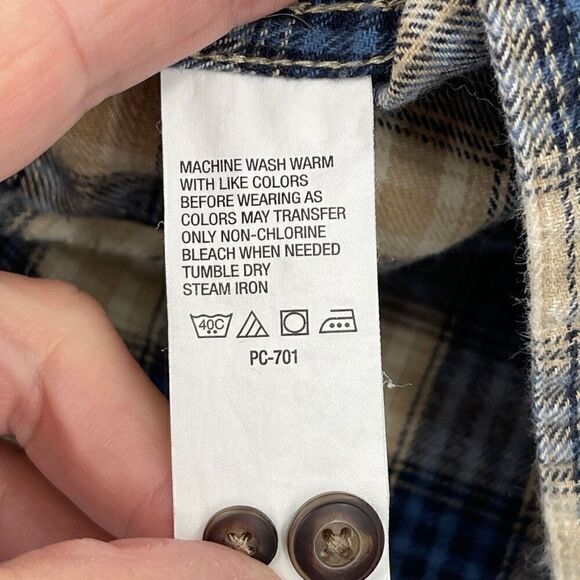 MACHINE WASH WARM
WITH LIKE COLORS
BEFORE WEARING AS
COLORS MAY TRANSFER
ONLY NON-CHLORINE
BLEACH WHEN NEEDED
TUMBLE DRY
STEAM IRON
40C
PC-701